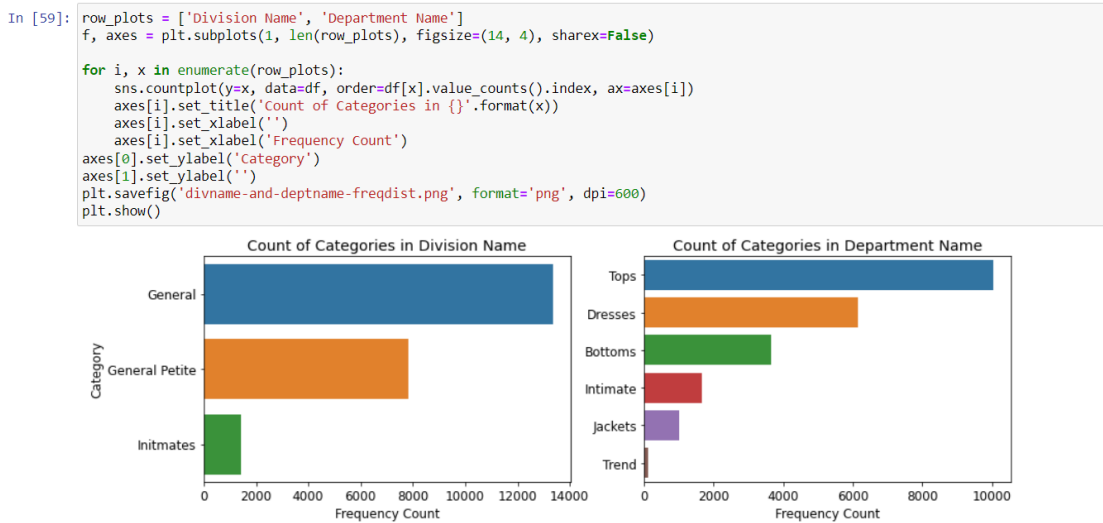 In [59]: row_plots = ['Division Name', 'Department Name']
f, axes = plt.subplots(1, len(row_plots), figsize=(14, 4), sharex=False)

for i, x in enumerate(row_plots):
    sns.countplot(y=x, data=df, order=df[x].value_counts().index, ax=axes[i])
    axes[i].set_title('Count of Categories in {}'.format(x))
    axes[i].set_xlabel('')
    axes[i].set_xlabel('Frequency Count')
axes[0].set_ylabel('Category')
axes[1].set_ylabel('')
plt.savefig('divname-and-deptname-freqdist.png', format='png', dpi=600)
plt.show()
Count of Categories in Division Name
Category
General
General Petite
Initmates
0 2000 4000 6000 8000 10000 12000 14000
Frequency Count
Count of Categories in Department Name
Tops
Dresses
Bottoms
Intimate
Jackets
Trend
0 2000 4000 6000 8000 10000
Frequency Count